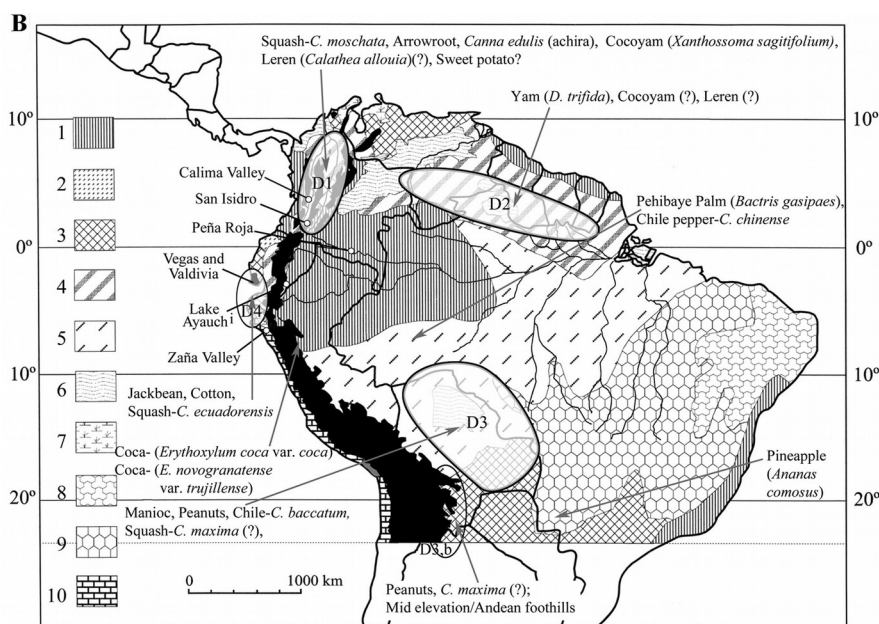 B
Squash-C. moschata, Arrowroot, Canna edulis (achira), Cocoyam (Xanthossoma sagitifolium),
Leren (Calathea allouia)(?), Sweet potato?
Yam (D. trifida), Cocoyam (?), Leren (?)
10º
10º
1
Calima Valley
D1
San Isidro
D2
Pehibaye Palm (Bactris gasipaes),
Chile pepper-C. chinense
2
Peña Roja
3
0º
0º
Vegas and
Valdivia
4
D4
Lake
Ayauchi
5
Zaña Valley
10º
10º
6
Jackbean, Cotton,
Squash-C. ecuadorensis
D3
7
Coca- (Erythoxylum coca var. coca)
Coca- (E. novogranatense
var. trujillense)
Pineapple
(Ananas
comosus)
8
20º
20º
Manioc, Peanuts, Chile-C. baccatum,
Squash-C. maxima (?),
9
D3.b
10
0 1000 km
Peanuts, C. maxima (?);
Mid elevation/Andean foothills